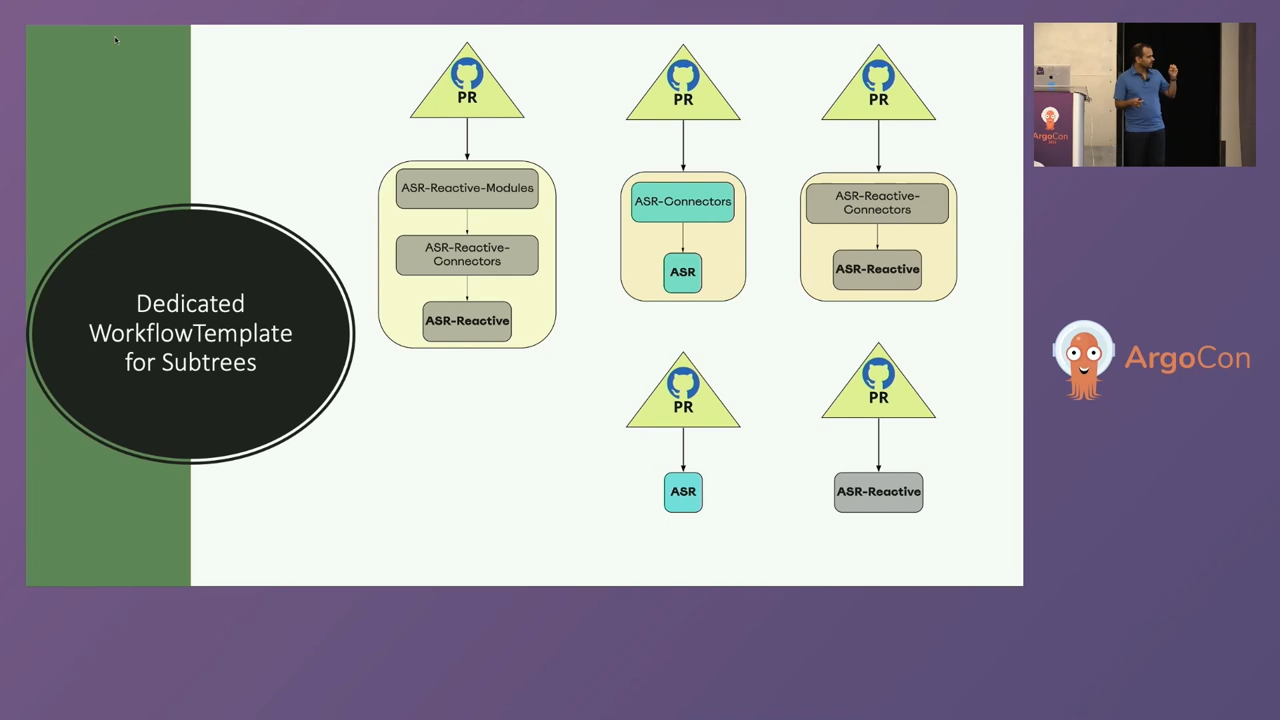 Dedicated
WorkflowTemplate
for Subtrees
PR
ASR-Reactive-Modules
ASR-Reactive-
Connectors
ASR-Reactive
PR
ASR-Connectors
ASR
PR
ASR-Reactive-
Connectors
ASR-Reactive
PR
ASR
PR
ASR-Reactive
ArgoCon
ArgoCon